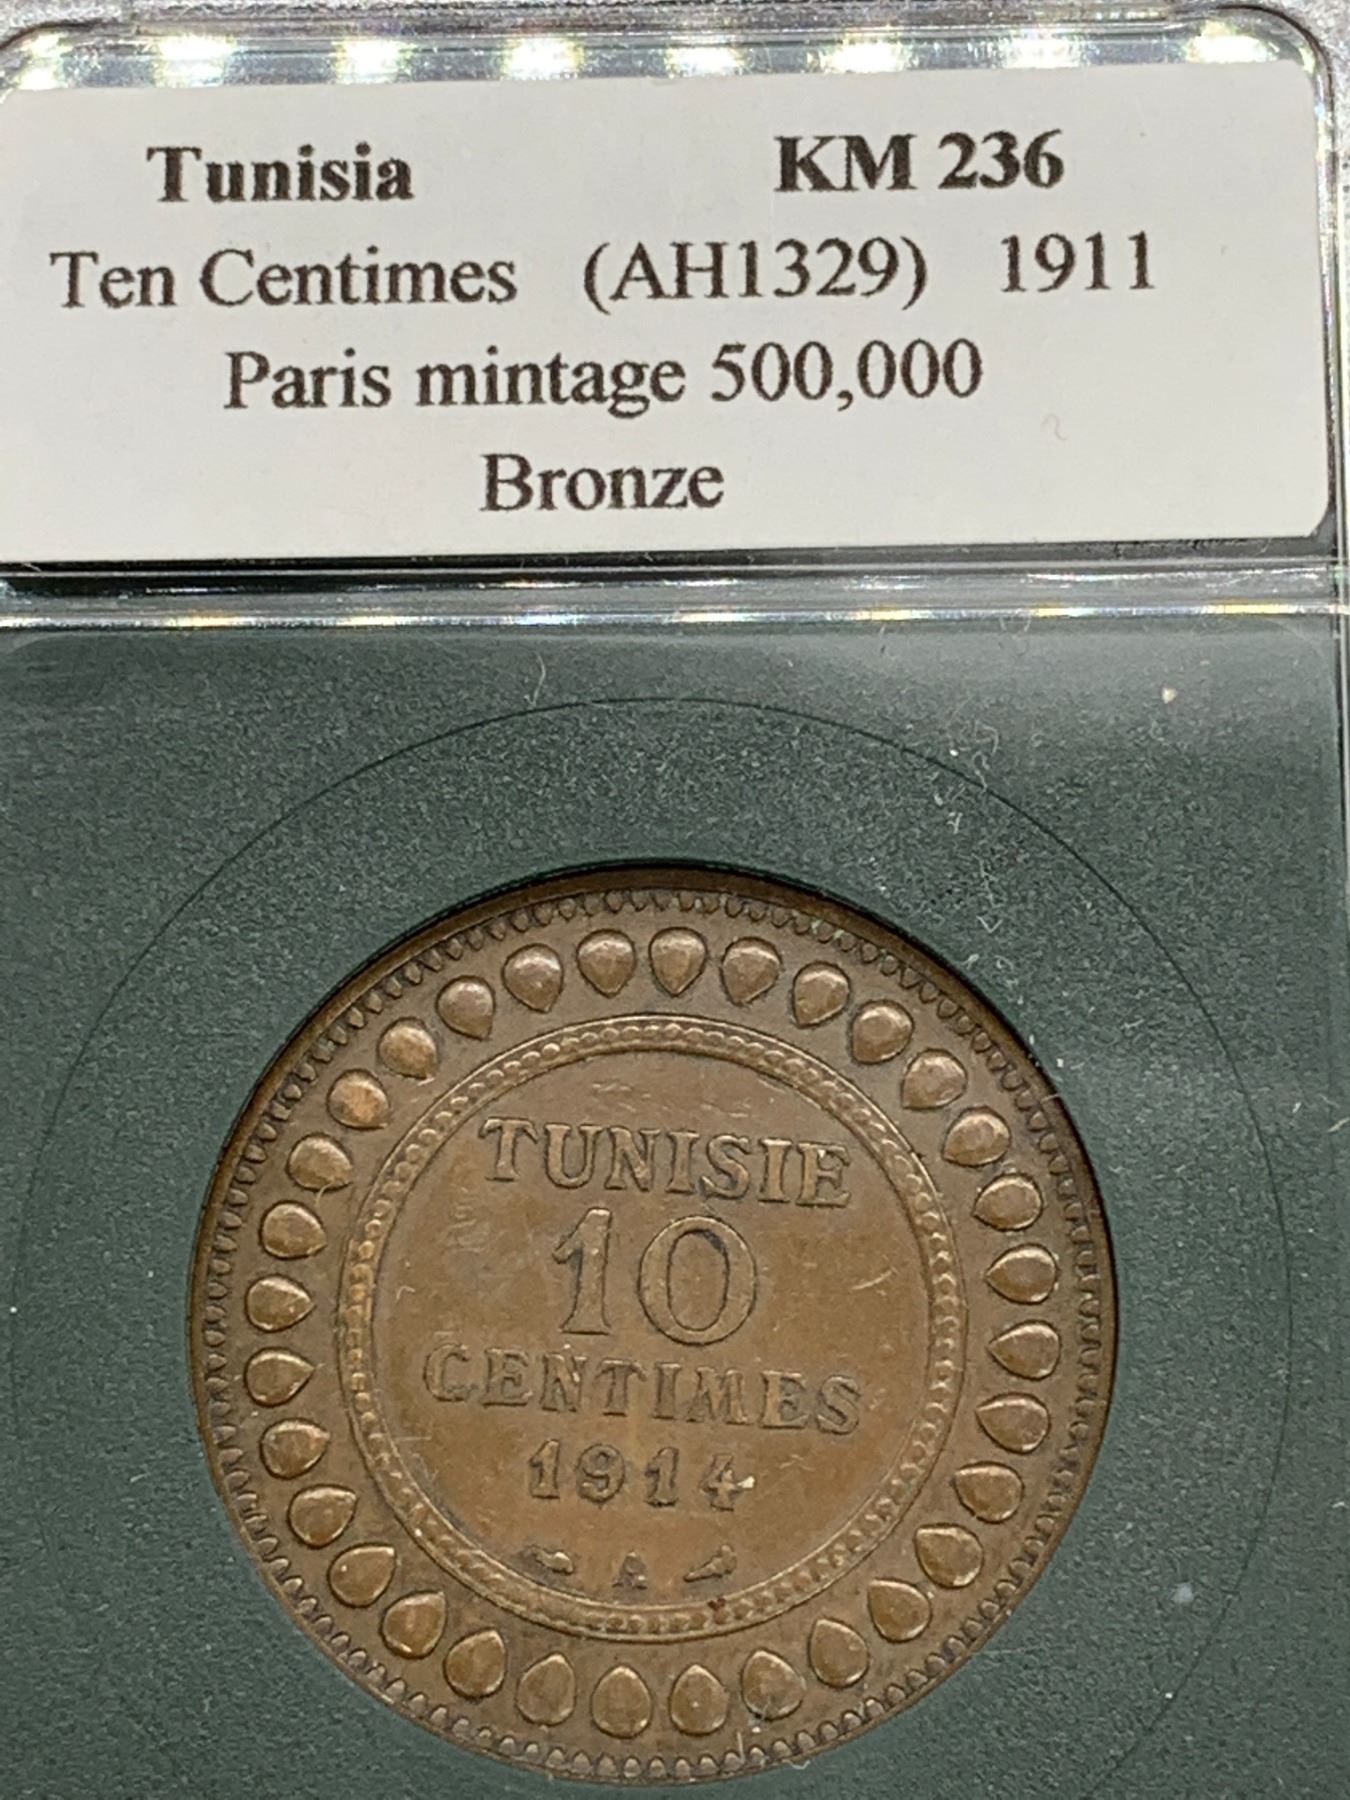 Tunisia KM 236
Ten Centimes (AH1329) 1911
Paris mintage 500,000
Bronze
TUNISIE
10
CENTIMES
1914
A